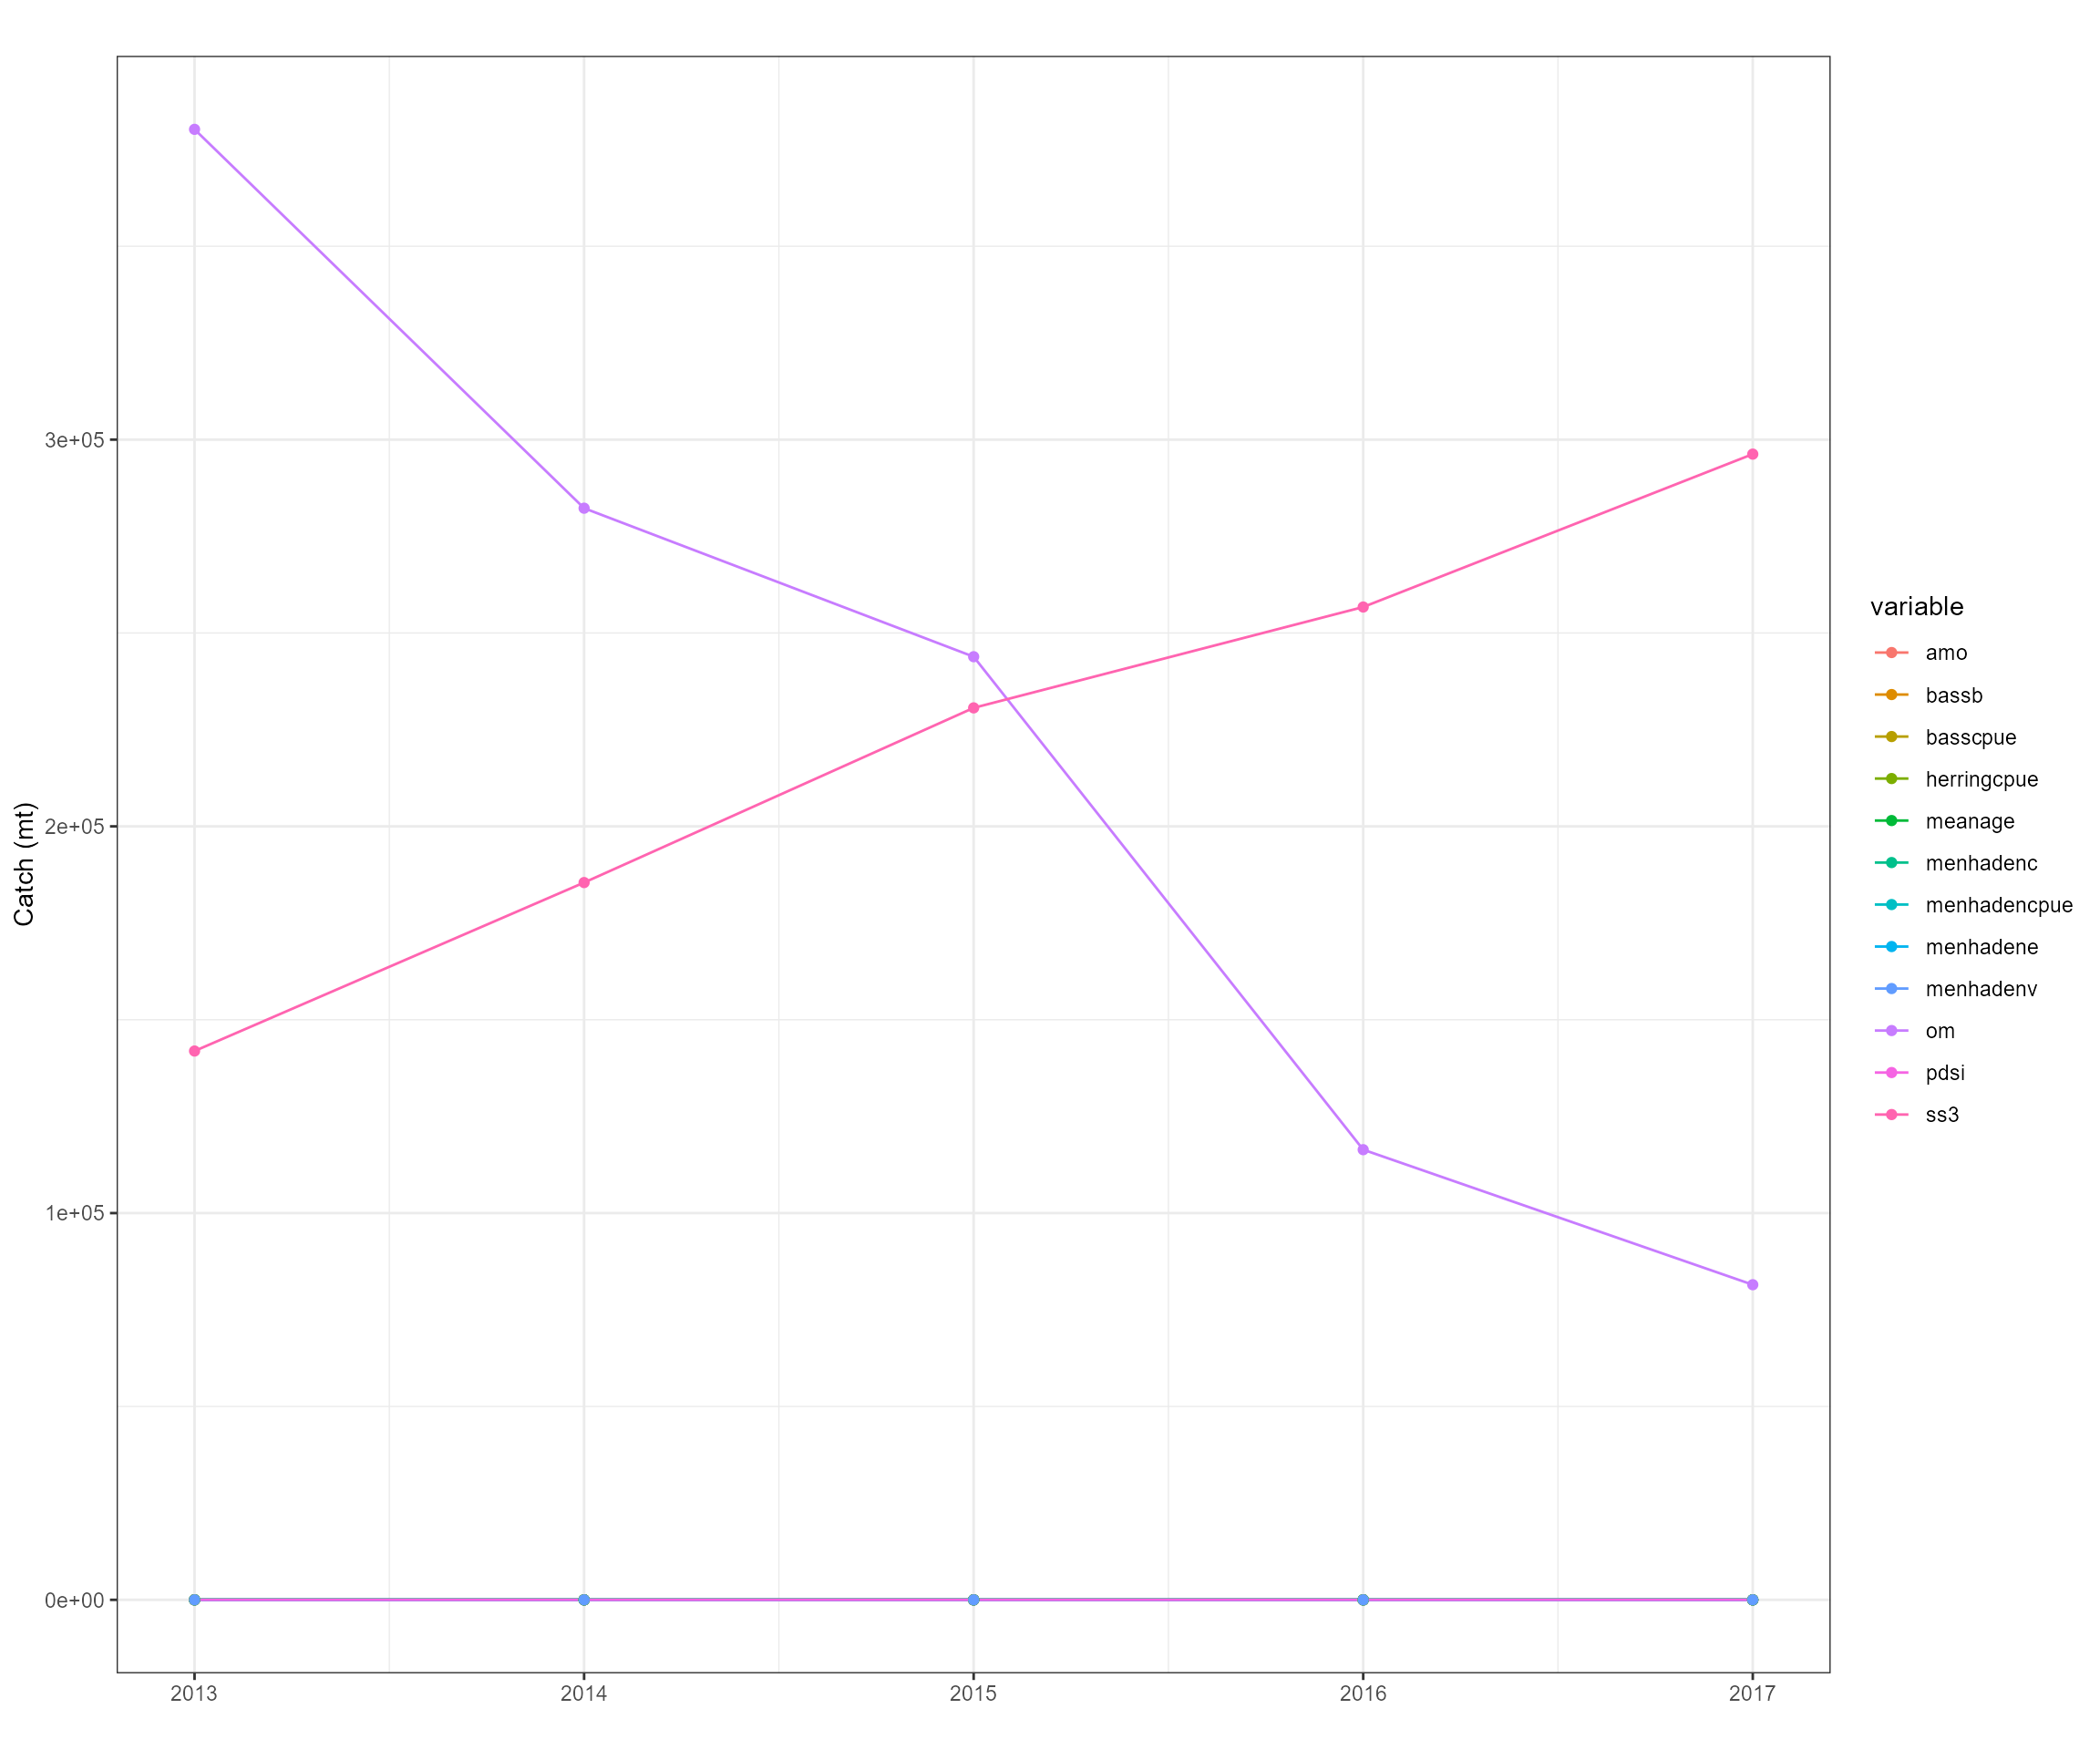 Catch (mt)
3e+05
2e+05
1e+05
0e+00
2013 2014 2015 2016 2017
variable
amo
bassb
basscpue
herringcpue
meanage
menhadenc
menhadencpue
menhadene
menhadenv
om
pdsi
ss3